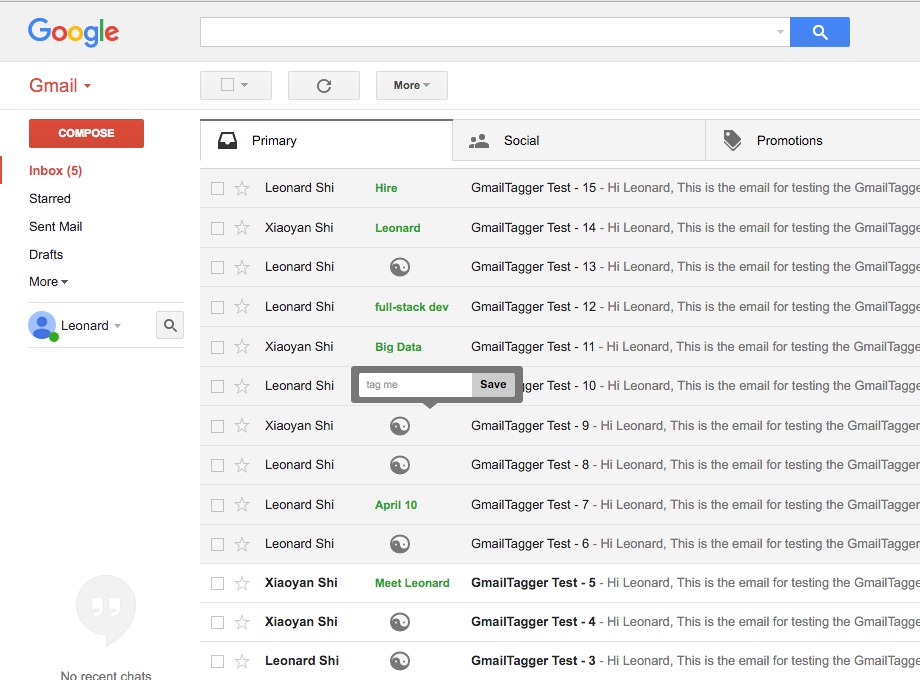 Google
Gmail
More
COMPOSE
Primary Social Promotions
Inbox (5)
Starred
Sent Mail
Drafts
More
Leonard
Leonard Shi Hire GmailTagger Test - 15 - Hi Leonard, This is the email for testing the GmailTagge
Xiaoyan Shi Leonard GmailTagger Test - 14 - Hi Leonard, This is the email for testing the GmailTagge
Leonard Shi GmailTagger Test - 13 - Hi Leonard, This is the email for testing the GmailTagge
Leonard Shi full-stack dev GmailTagger Test - 12 - Hi Leonard, This is the email for testing the GmailTagge
Xiaoyan Shi Big Data GmailTagger Test - 11 - Hi Leonard, This is the email for testing the GmailTagge
tag me Save
Leonard Shi gger Test - 10 - Hi Leonard, This is the email for testing the GmailTagge
Xiaoyan Shi GmailTagger Test - 9 - Hi Leonard, This is the email for testing the GmailTagger
Leonard Shi GmailTagger Test - 8 - Hi Leonard, This is the email for testing the GmailTagger
Leonard Shi April 10 GmailTagger Test - 7 - Hi Leonard, This is the email for testing the GmailTagger
Leonard Shi GmailTagger Test - 6 - Hi Leonard, This is the email for testing the GmailTagger
Xiaoyan Shi Meet Leonard GmailTagger Test - 5 - Hi Leonard, This is the email for testing the GmailTagger
Xiaoyan Shi GmailTagger Test - 4 - Hi Leonard, This is the email for testing the GmailTagger
Leonard Shi GmailTagger Test - 3 - Hi Leonard, This is the email for testing the GmailTagger
No recent chats